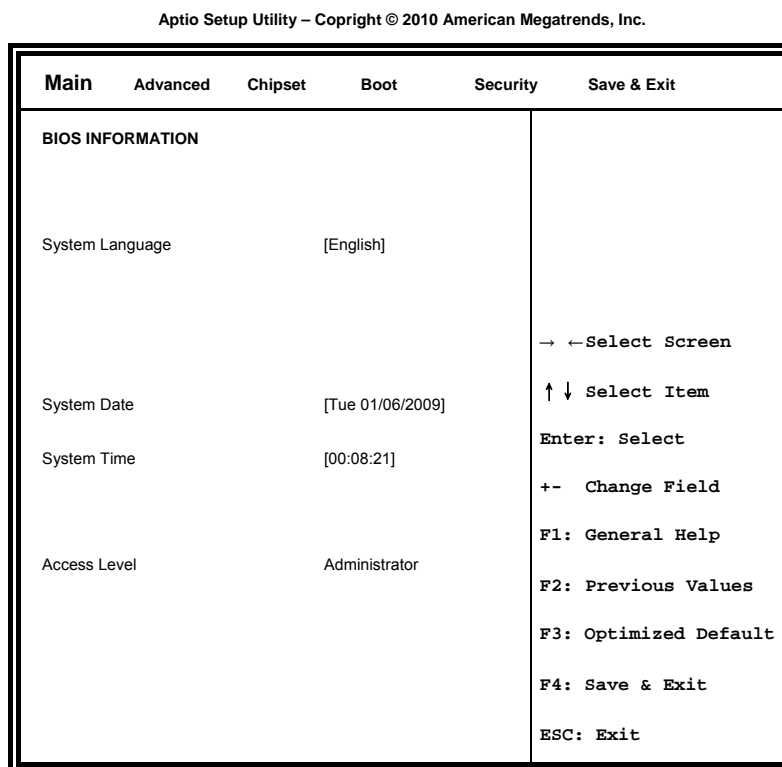 Aptio Setup Utility – Copright © 2010 American Megatrends, Inc.
Main Advanced Chipset Boot Security Save & Exit
BIOS INFORMATION
System Language [English]
→ ←Select Screen
↑↓ Select Item
System Date [Tue 01/06/2009]
Enter: Select
System Time [00:08:21]
+- Change Field
F1: General Help
Access Level Administrator
F2: Previous Values
F3: Optimized Default
F4: Save & Exit
ESC: Exit